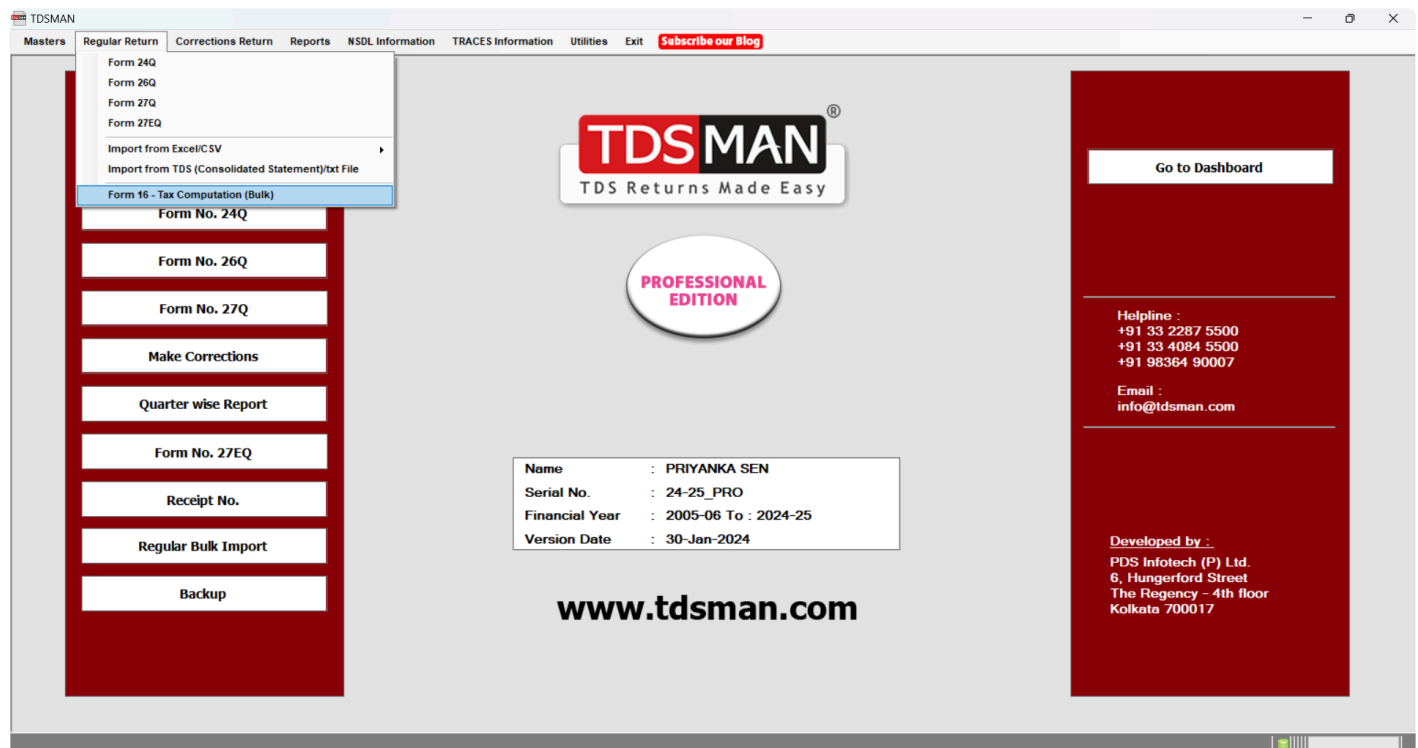 TDSMAN
Masters Regular Return Corrections Return Reports NSDL Information TRACES Information Utilities Exit Subscribe our Blog
Form 24Q
Form 26Q
Form 27Q
Form 27EQ
Import from Excel/CSV
Import from TDS (Consolidated Statement)/txt File
Form 16 - Tax Computation (Bulk)
Form No. 24Q
Form No. 26Q
Form No. 27Q
Make Corrections
Quarter wise Report
Form No. 27EQ
Receipt No.
Regular Bulk Import
Backup
TDSMAN ®
TDS Returns Made Easy
PROFESSIONAL
EDITION
Name : PRIYANKA SEN
Serial No. : 24-25_PRO
Financial Year : 2005-06 To : 2024-25
Version Date : 30-Jan-2024
www.tdsman.com
Go to Dashboard
Helpline :
+91 33 2287 5500
+91 33 4084 5500
+91 98364 90007
Email :
info@tdsman.com
Developed by :
PDS Infotech (P) Ltd.
6, Hungerford Street
The Regency - 4th floor
Kolkata 700017